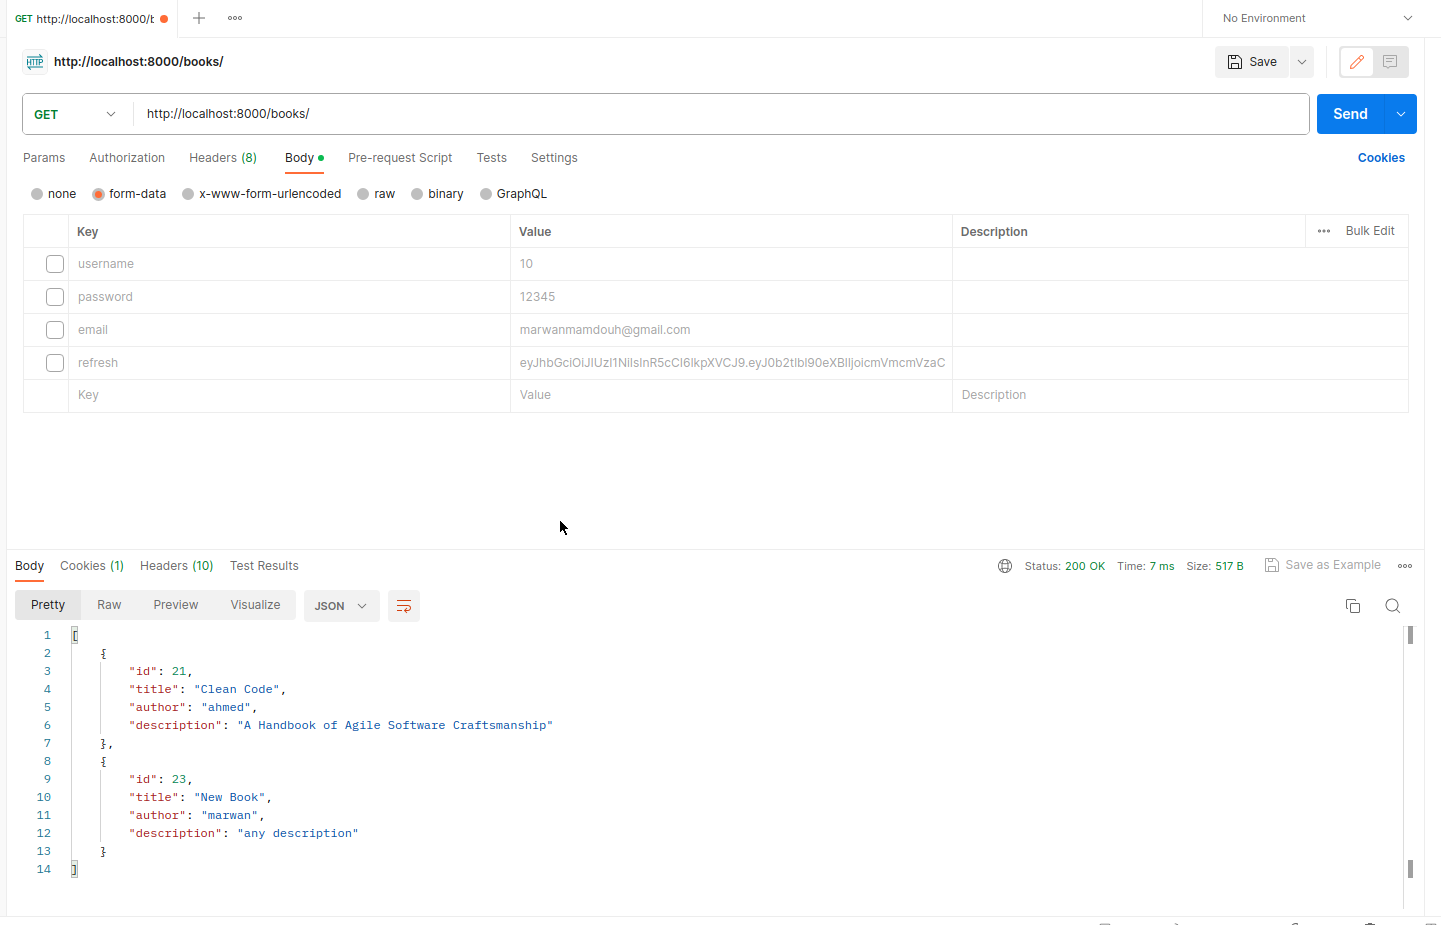 GET http://localhost:8000/b
No Environment
HTTP http://localhost:8000/books/
Save
GET http://localhost:8000/books/
Send
Params Authorization Headers (8) Body Pre-request Script Tests Settings Cookies
none form-data x-www-form-urlencoded raw binary GraphQL
Key Value Description Bulk Edit
username 10
password 12345
email marwanmamdouh@gmail.com
refresh eyJhbGciOiJIUzI1NiIsInR5cCI6IkpXVCJ9.eyJ0b2tlbl90eXBlIjoicmVmcmVzaC
Key Value Description
Body Cookies (1) Headers (10) Test Results Status: 200 OK Time: 7 ms Size: 517 B Save as Example
Pretty Raw Preview Visualize JSON
1 [
2 {
3 "id": 21,
4 "title": "Clean Code",
5 "author": "ahmed",
6 "description": "A Handbook of Agile Software Craftsmanship"
7 },
8 {
9 "id": 23,
10 "title": "New Book",
11 "author": "marwan",
12 "description": "any description"
13 }
14 ]